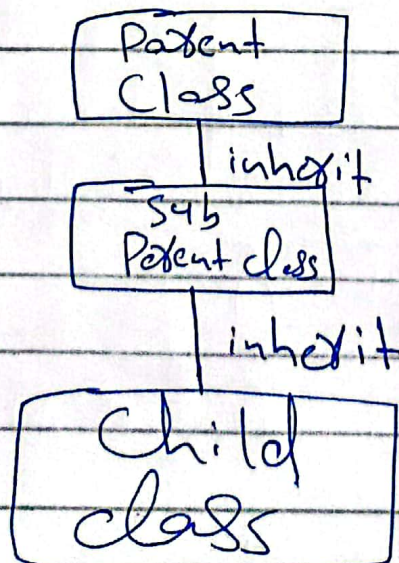 Parent
Class
inherit
Sub
Parent class
inherit
Child
class